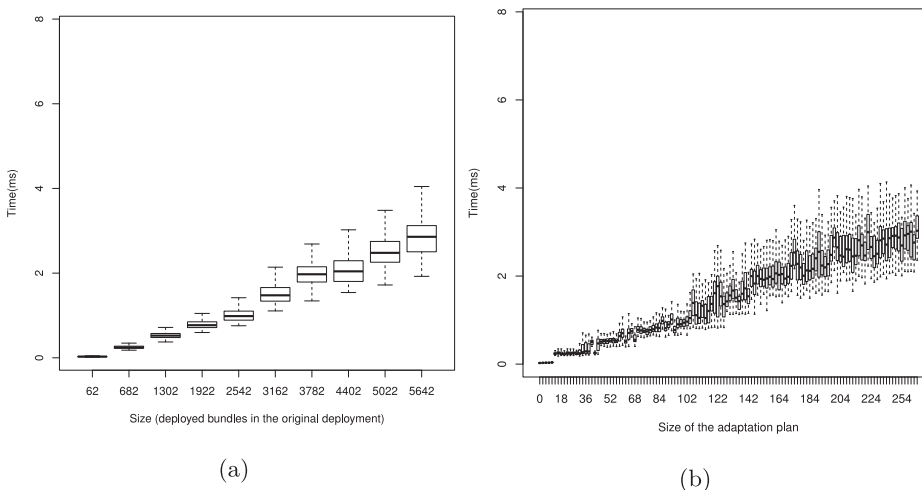 8
6
4
2
0
Time(ms)
62 682 1302 1922 2542 3162 3782 4402 5022 5642
Size (deployed bundles in the original deployment)
(a)
8
6
4
2
0
Time(ms)
0 18 36 52 68 84 102 122 142 164 184 204 224 254
Size of the adaptation plan
(b)